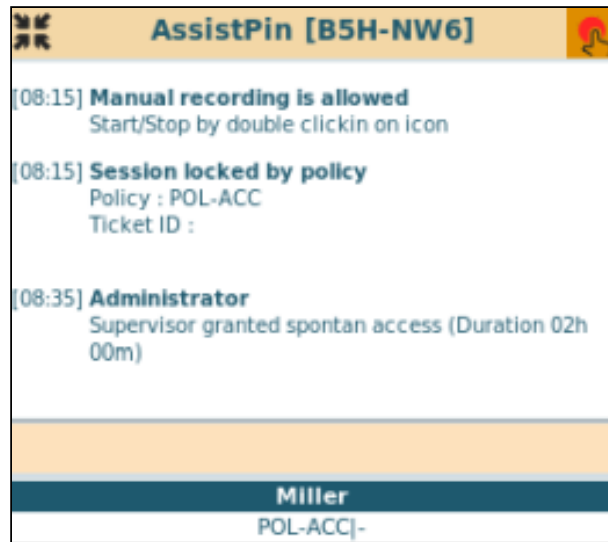 AssistPin [B5H-NW6]
[08:15] Manual recording is allowed
Start/Stop by double clickin on icon
[08:15] Session locked by policy
Policy : POL-ACC
Ticket ID :
[08:35] Administrator
Supervisor granted spontan access (Duration 02h
00m)
Miller
POL-ACC|-